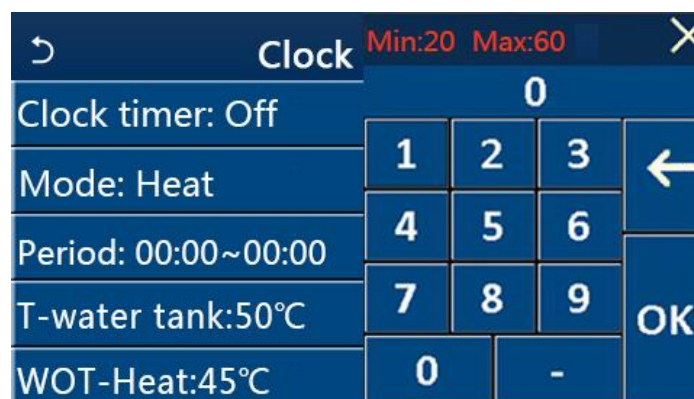 Clock
Clock timer: Off
Mode: Heat
Period: 00:00~00:00
T-water tank:50℃
WOT-Heat:45℃
Min:20 Max:60
0
1 2 3
4 5 6
7 8 9
0 -
OK